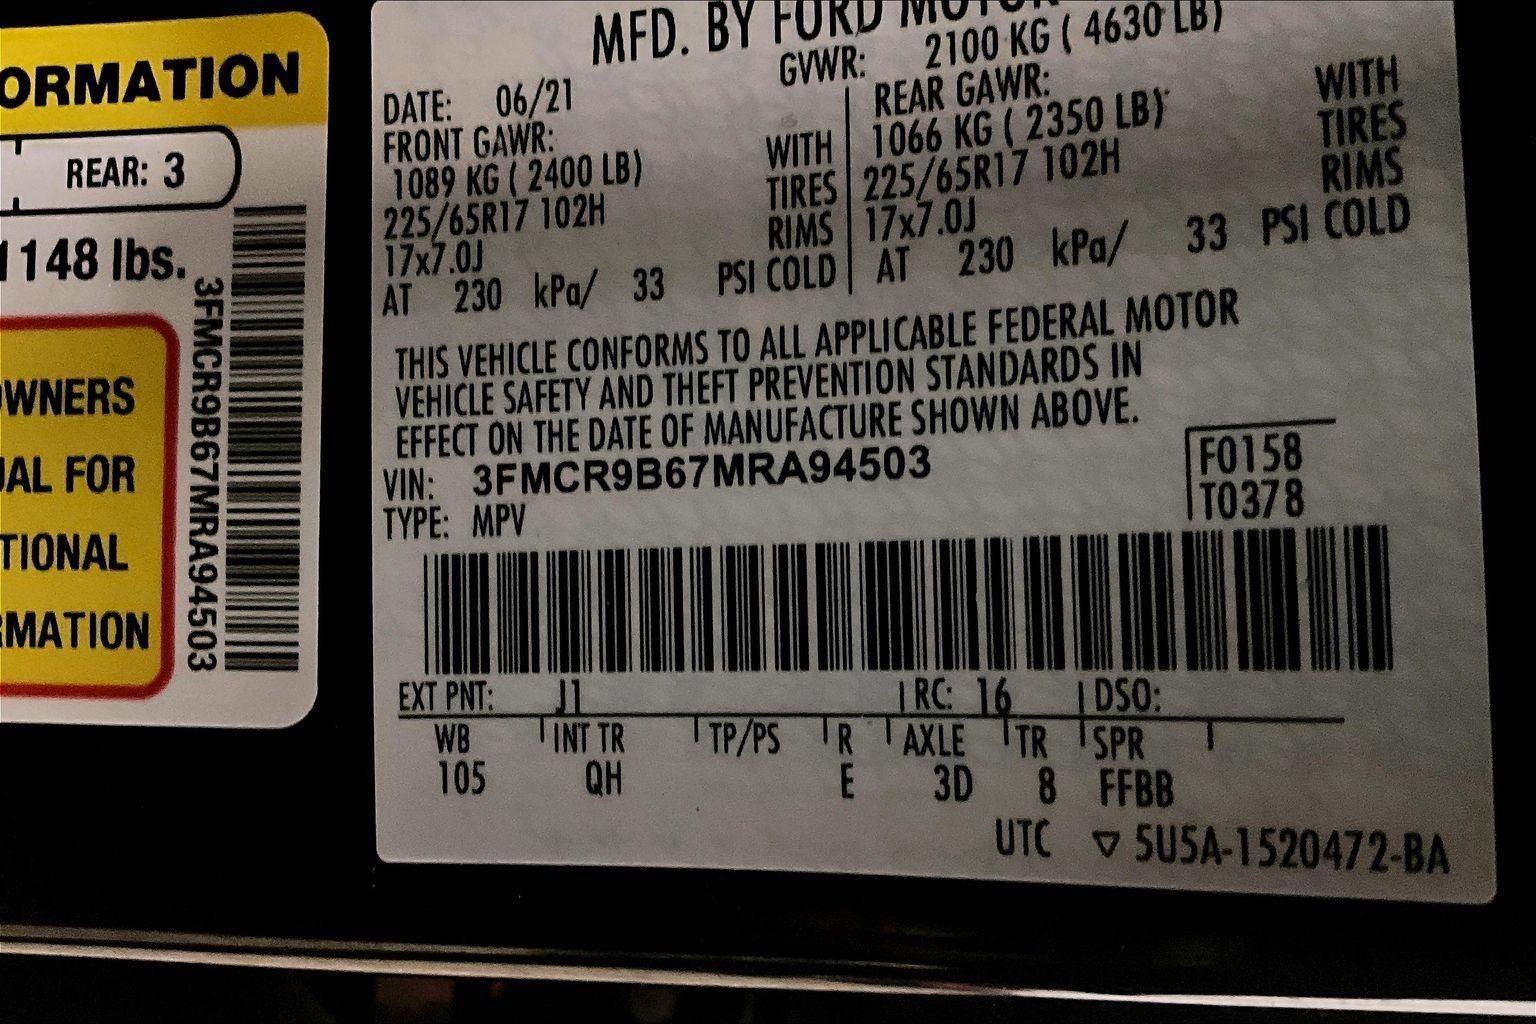 ORMATION
REAR: 3
1148 lbs.
OWNERS
UAL FOR
TIONAL
RMATION
3FMCR9B67MRA94503
MFD. BY FORD MOTOR
GVWR: 2100 KG ( 4630 LB)
DATE: 06/21
FRONT GAWR:
1089 KG ( 2400 LB) WITH
225/65R17 102H TIRES
17x7.0J RIMS
AT 230 kPa/ 33 PSI COLD
REAR GAWR:
1066 KG ( 2350 LB) WITH
225/65R17 102H TIRES
17x7.0J RIMS
AT 230 kPa/ 33 PSI COLD
THIS VEHICLE CONFORMS TO ALL APPLICABLE FEDERAL MOTOR
VEHICLE SAFETY AND THEFT PREVENTION STANDARDS IN
EFFECT ON THE DATE OF MANUFACTURE SHOWN ABOVE.
VIN: 3FMCR9B67MRA94503
TYPE: MPV
F0158
T0378
EXT PNT: J1 RC: 16 DSO:
WB INT TR TP/PS R AXLE TR SPR
105 QH E 3D 8 FFBB
UTC ▽ 5U5A-1520472-BA